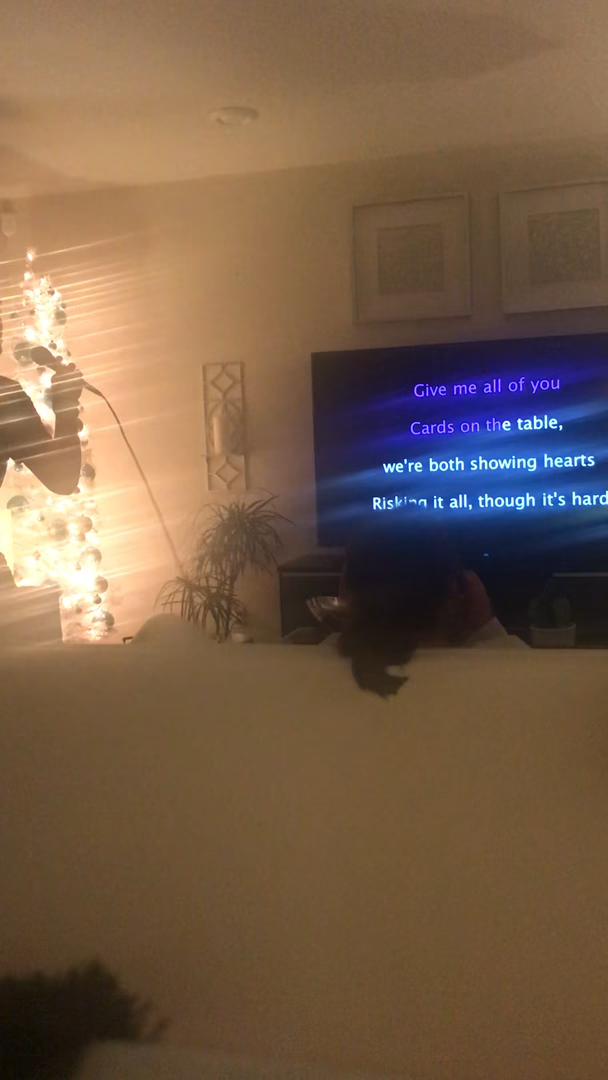 Give me all of you
Cards on the table,
we're both showing hearts
Risking it all, though it's hard